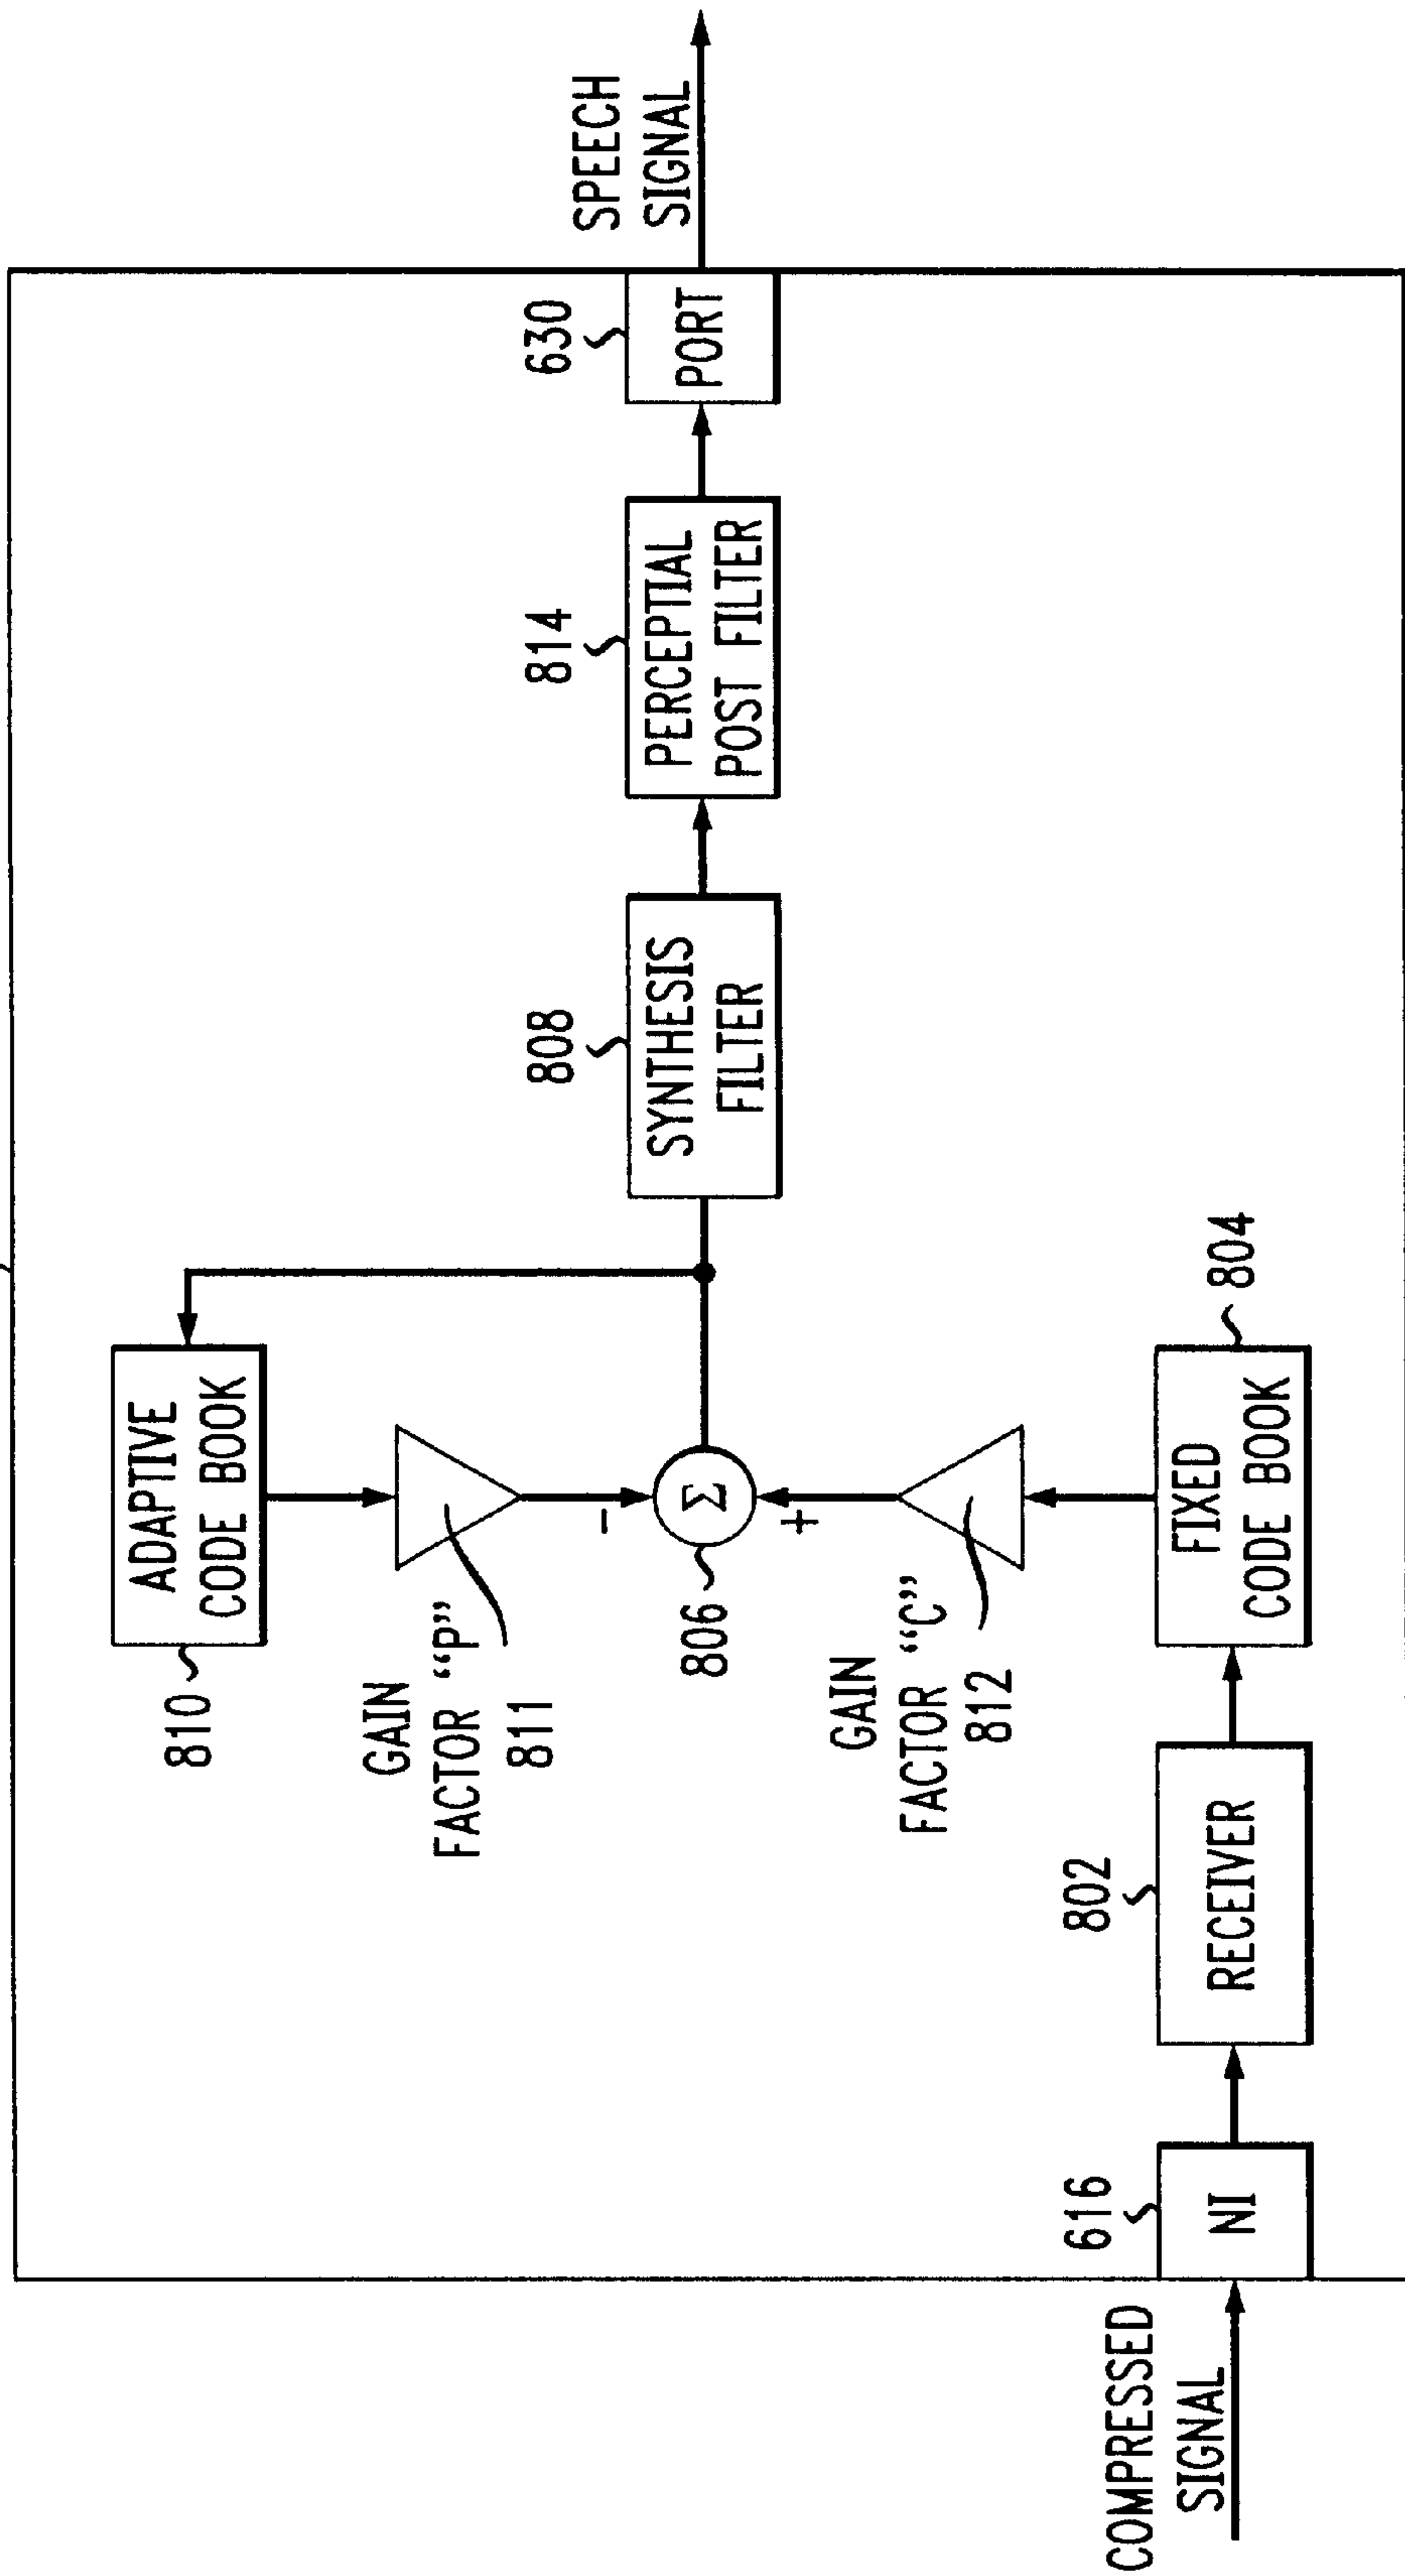 ADAPTIVE
CODE BOOK
810
GAIN
FACTOR “P”
811
-
Σ
806
+
GAIN
FACTOR “C”
812
FIXED
CODE BOOK
804
RECEIVER
802
NI
616
COMPRESSED
SIGNAL
808
SYNTHESIS
FILTER
814
PERCEPTIAL
POST FILTER
630
PORT
SPEECH
SIGNAL